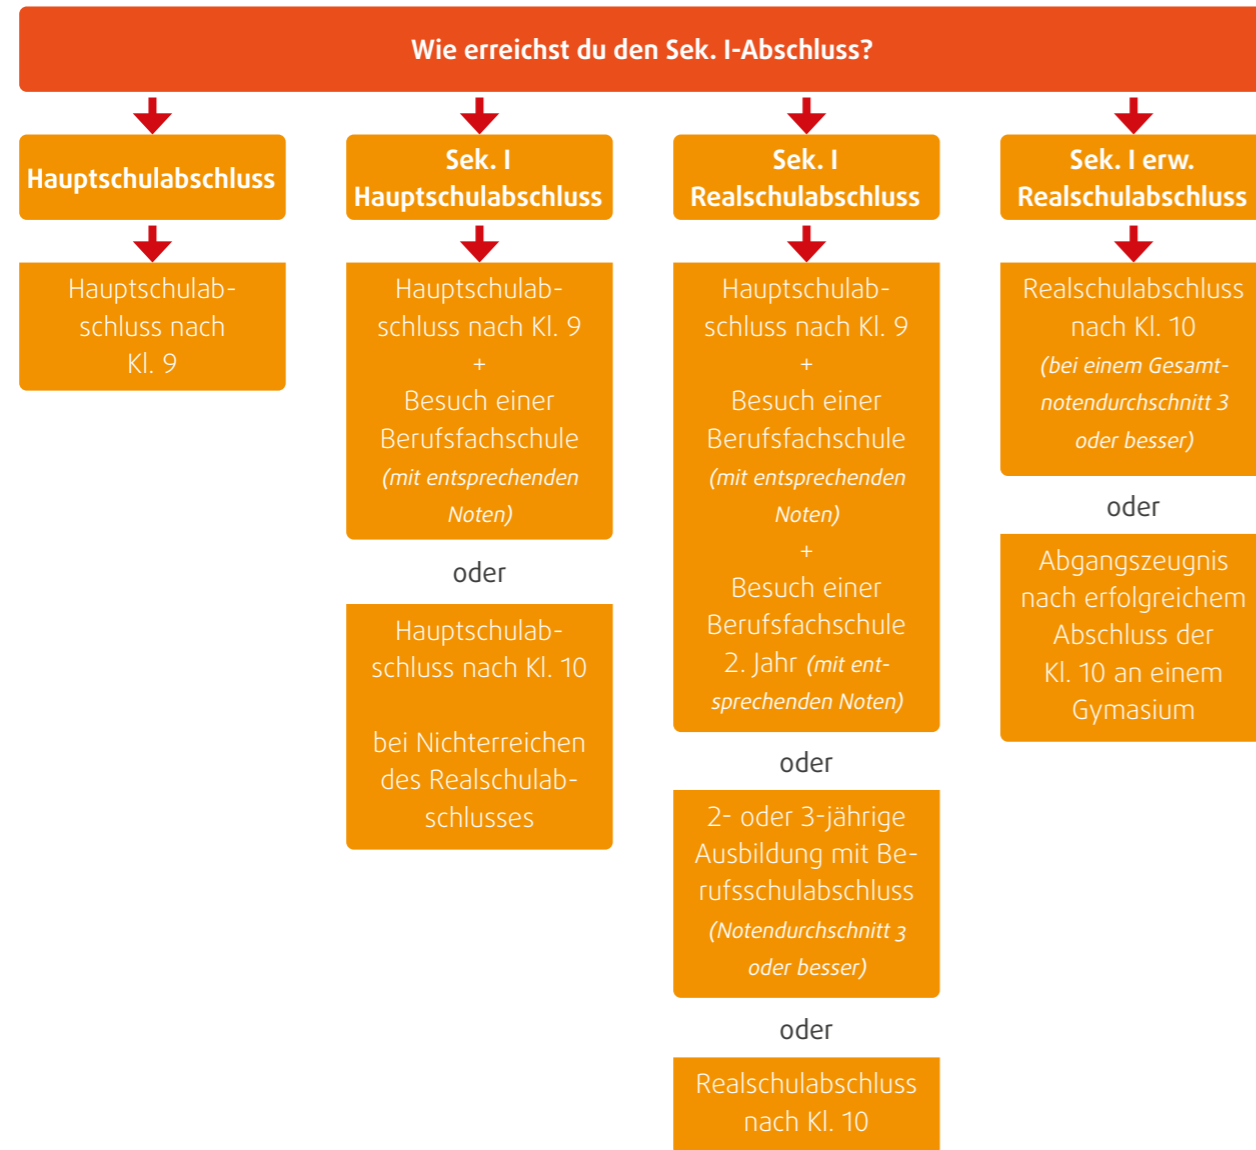 Wie erreichst du den Sek. I-Abschluss?
Hauptschulabschluss
Hauptschulab-
schluss nach
Kl. 9
Sek. I
Hauptschulabschluss
Hauptschulab-
schluss nach Kl. 9
+
Besuch einer
Berufsfachschule
(mit entsprechenden
Noten)
oder
Hauptschulab-
schluss nach Kl. 10
bei Nichterreichen
des Realschulab-
schlusses
Sek. I
Realschulabschluss
Hauptschulab-
schluss nach Kl. 9
+
Besuch einer
Berufsfachschule
(mit entsprechenden
Noten)
+
Besuch einer
Berufsfachschule
2. Jahr (mit ent-
sprechenden Noten)
oder
2- oder 3-jährige
Ausbildung mit Be-
rufsschulabschluss
(Notendurchschnitt 3
oder besser)
oder
Realschulabschluss
nach Kl. 10
Sek. I erw.
Realschulabschluss
Realschulabschluss
nach Kl. 10
(bei einem Gesamt-
notendurchschnitt 3
oder besser)
oder
Abgangszeugnis
nach erfolgreichem
Abschluss der
Kl. 10 an einem
Gymasium